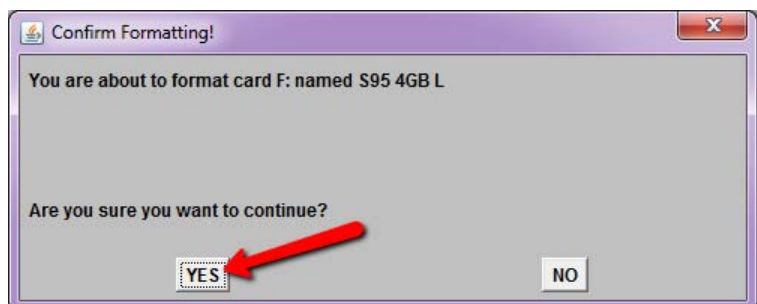 Confirm Formatting!
You are about to format card F: named S95 4GB L
Are you sure you want to continue?
YES NO